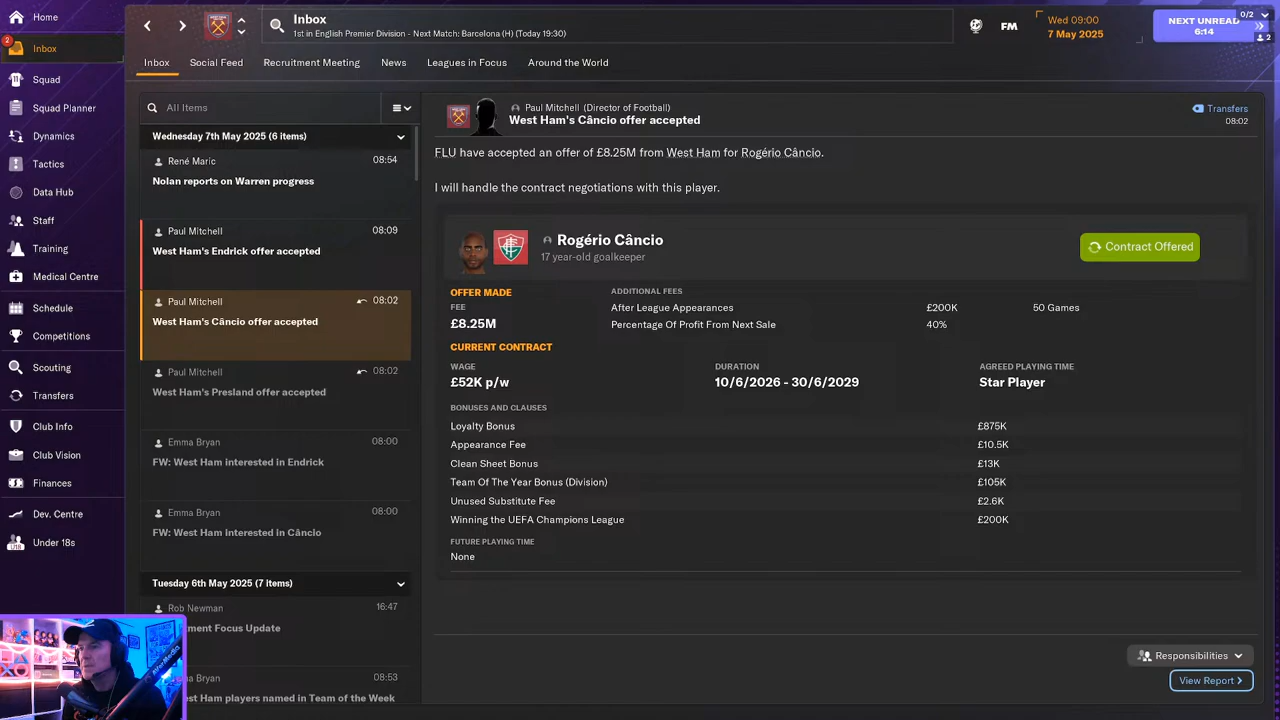 Home
2
Inbox
Squad
Squad Planner
Dynamics
Tactics
Data Hub
Staff
Training
Medical Centre
Schedule
Competitions
Scouting
Transfers
Club Info
Club Vision
Finances
Dev. Centre
U18
Under 18s
Inbox
1st in English Premier Division - Next Match: Barcelona (H) (Today 19:30)
FM
Wed 09:00
7 May 2025
NEXT UNREAD
6:14
0/2
2
Inbox
Social Feed
Recruitment Meeting
News
Leagues in Focus
Around the World
All Items
Wednesday 7th May 2025 (6 items)
René Maric 08:54
Nolan reports on Warren progress
Paul Mitchell 08:09
West Ham's Endrick offer accepted
Paul Mitchell 08:02
West Ham's Câncio offer accepted
Paul Mitchell 08:02
West Ham's Presland offer accepted
Emma Bryan 08:00
FW: West Ham interested in Endrick
Emma Bryan 08:00
FW: West Ham interested in Câncio
Tuesday 6th May 2025 (7 items)
Rob Newman 16:47
ment Focus Update
Bryan 08:53
st Ham players named in Team of the Week
Paul Mitchell (Director of Football)
West Ham's Câncio offer accepted
Transfers
08:02
FLU have accepted an offer of £8.25M from West Ham for Rogério Câncio.
I will handle the contract negotiations with this player.
Rogério Câncio
17 year-old goalkeeper
Contract Offered
OFFER MADE
FEE
£8.25M
ADDITIONAL FEES
After League Appearances £200K 50 Games
Percentage Of Profit From Next Sale 40%
CURRENT CONTRACT
WAGE DURATION AGREED PLAYING TIME
£52K p/w 10/6/2026 - 30/6/2029 Star Player
BONUSES AND CLAUSES
Loyalty Bonus £875K
Appearance Fee £10.5K
Clean Sheet Bonus £13K
Team Of The Year Bonus (Division) £105K
Unused Substitute Fee £2.6K
Winning the UEFA Champions League £200K
FUTURE PLAYING TIME
None
Responsibilities
View Report